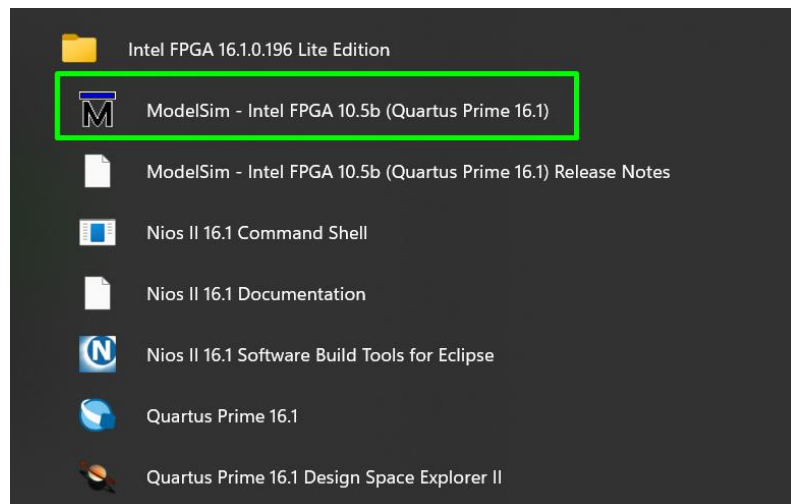 Intel FPGA 16.1.0.196 Lite Edition
ModelSim - Intel FPGA 10.5b (Quartus Prime 16.1)
ModelSim - Intel FPGA 10.5b (Quartus Prime 16.1) Release Notes
Nios II 16.1 Command Shell
Nios II 16.1 Documentation
Nios II 16.1 Software Build Tools for Eclipse
Quartus Prime 16.1
Quartus Prime 16.1 Design Space Explorer II